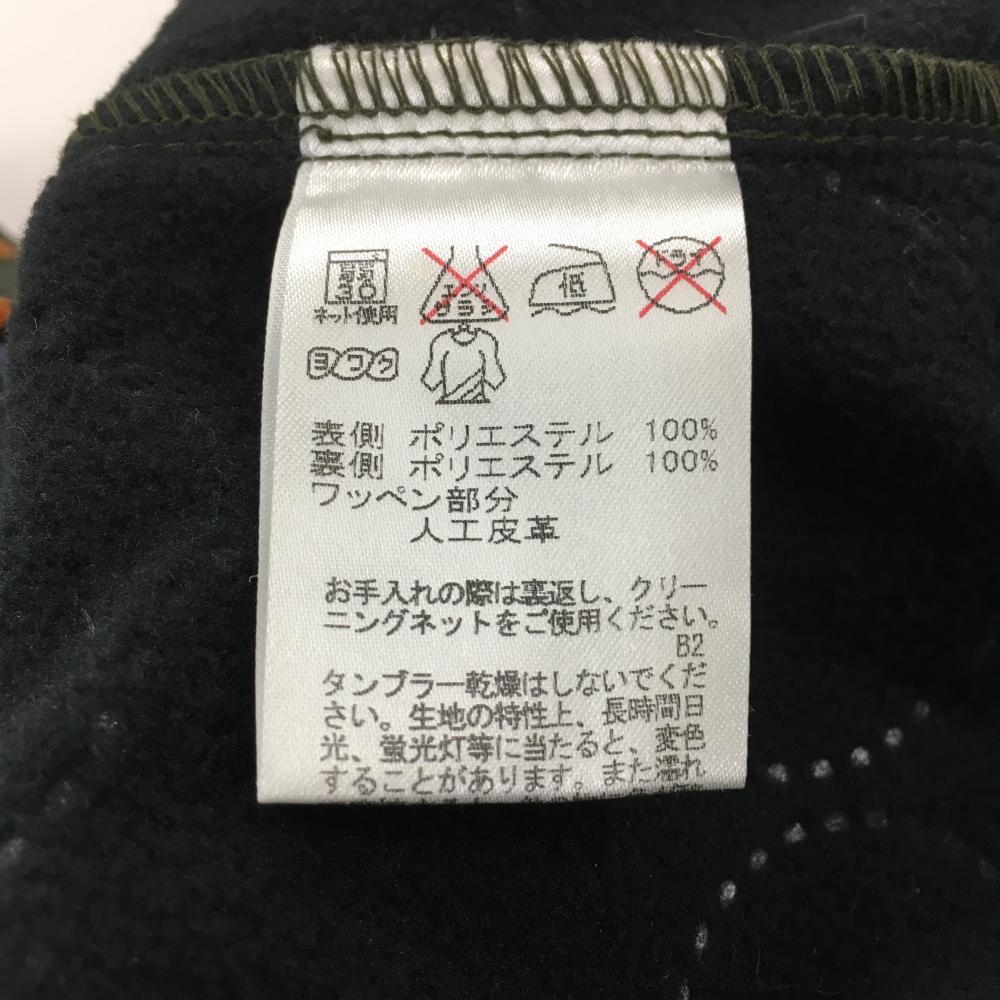 弱 30
ネット使用
エンソ
サラシ
低
ドライ
ヨワク
表側 ポリエステル 100%
裏側 ポリエステル 100%
ワッペン部分
人工皮革
お手入れの際は裏返し、クリー
ニングネットをご使用ください。
B2
タンブラー乾燥はしないでくだ
さい。生地の特性上、長時間日
光、蛍光灯等に当たると、変色
することがあります。また濡れ